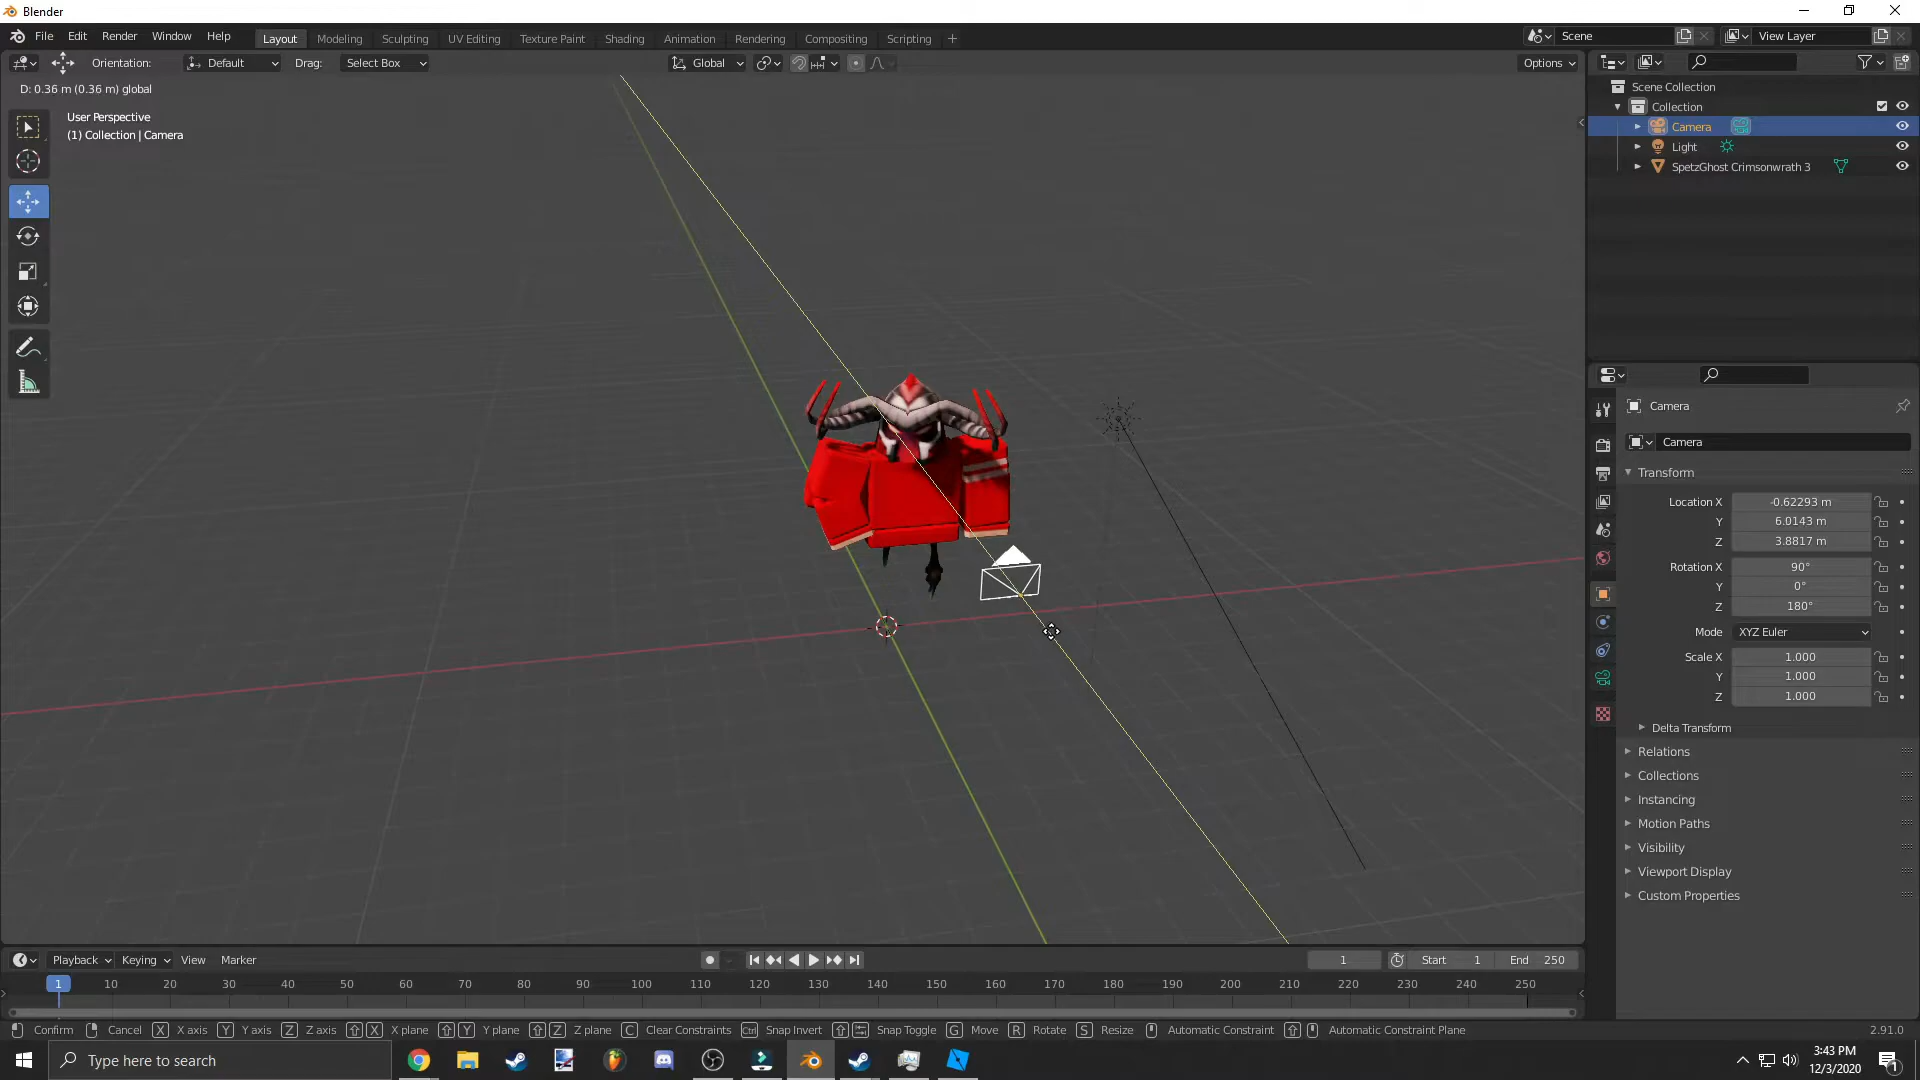 Blender
File Edit Render Window Help
Layout Modeling Sculpting UV Editing Texture Paint Shading Animation Rendering Compositing Scripting +
Scene View Layer
Orientation: Default Drag: Select Box Global Options
D: 0.36 m (0.36 m) global
User Perspective
(1) Collection | Camera
Scene Collection
Collection
Camera
Light
SpetzGhost Crimsonwrath 3
Camera
Camera
Transform
Location X -0.62293 m
Y 6.0143 m
Z 3.8817 m
Rotation X 90°
Y 0°
Z 180°
Mode XYZ Euler
Scale X 1.000
Y 1.000
Z 1.000
Delta Transform
Relations
Collections
Instancing
Motion Paths
Visibility
Viewport Display
Custom Properties
Playback Keying View Marker 1 Start 1 End 250
1 10 20 30 40 50 60 70 80 90 100 110 120 130 140 150 160 170 180 190 200 210 220 230 240 250
Confirm Cancel X X axis Y Y axis Z Z axis X X plane Y Y plane Z Z plane C Clear Constraints Ctrl Snap Invert Snap Toggle G Move R Rotate S Resize Automatic Constraint Automatic Constraint Plane 2.91.0
Type here to search
3:43 PM
12/3/2020
1